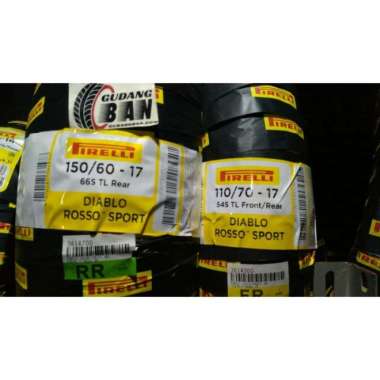 GUDANG
BAN
PIRELLI
150/60 - 17
66S TL Rear
DIABLO
ROSSO SPORT
RR
PIRELLI
110/70 - 17
54S TL Front/Rear
DIABLO
ROSSO SPORT
FR
PIRELLI